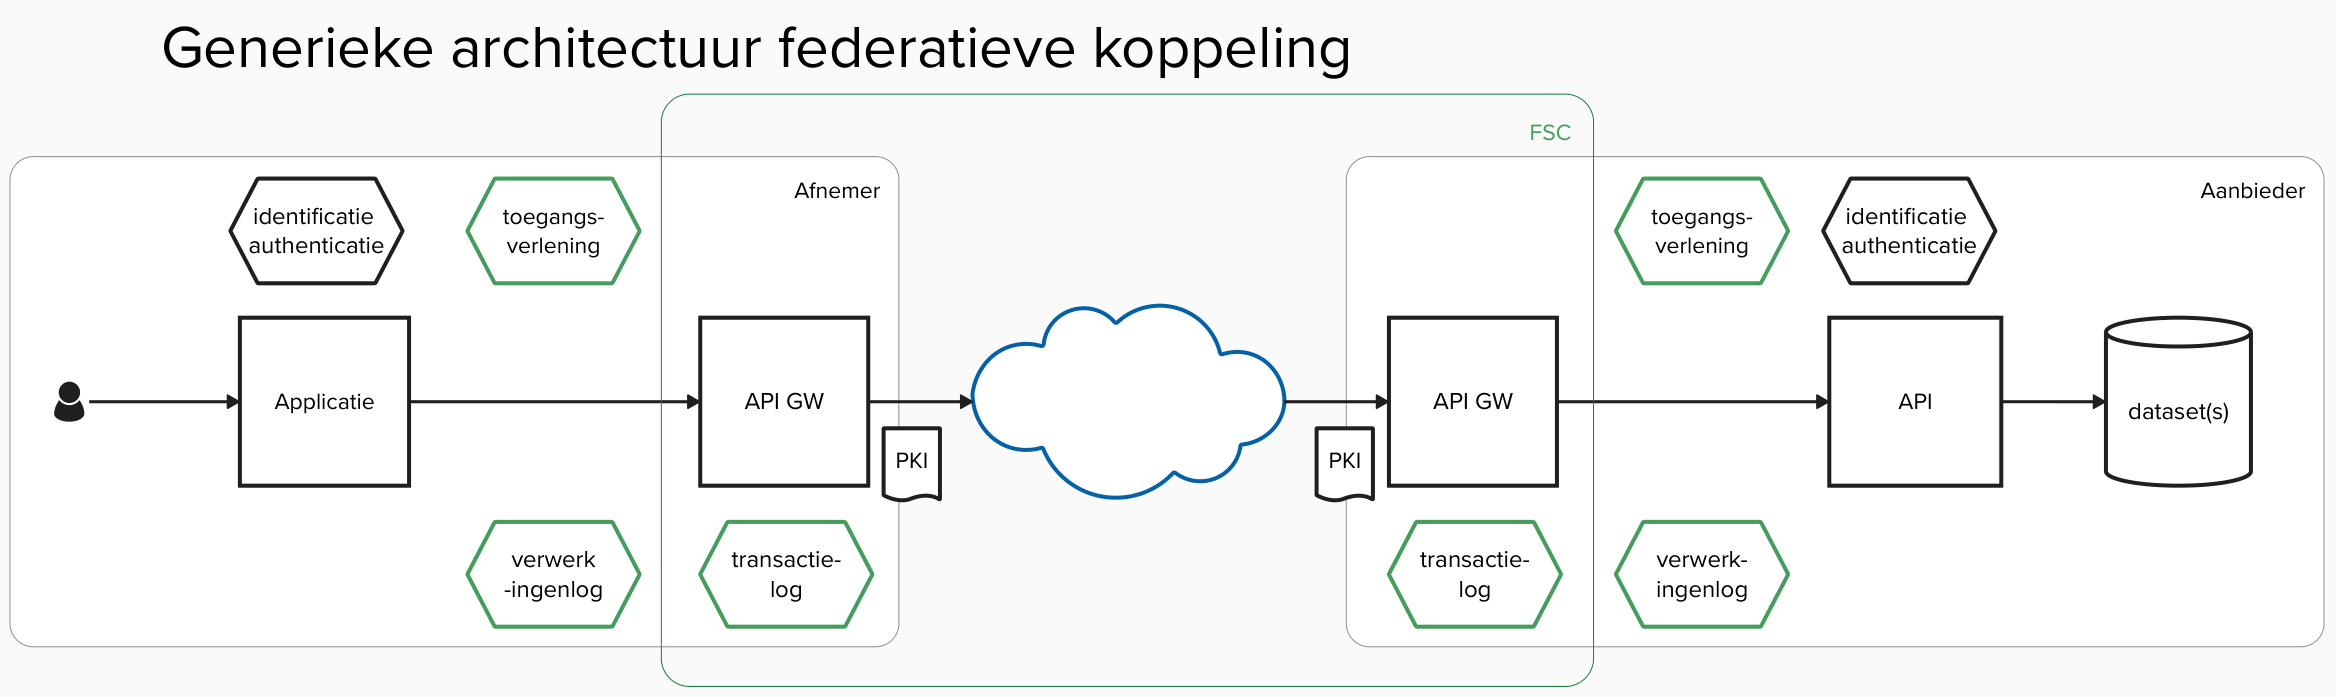 Generieke architectuur federatieve koppeling
FSC
Afnemer
Aanbieder
identificatie
authenticatie
toegangs-
verlening
toegangs-
verlening
identificatie
authenticatie
Applicatie
API GW
API GW
API
dataset(s)
PKI
PKI
verwerk
-ingenlog
transactie-
log
transactie-
log
verwerk-
ingenlog